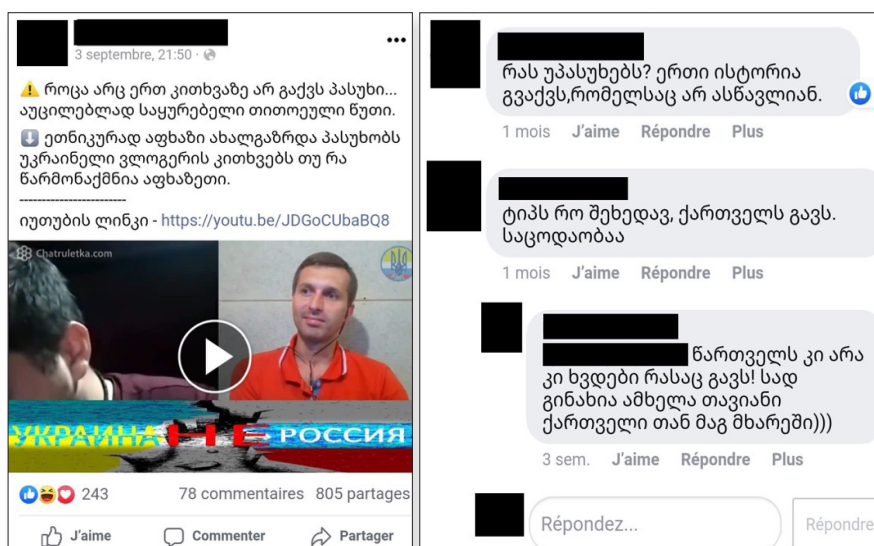 3 septembre, 21:50 ·
⚠ როცა არც ერთ კითხვაზე არ გაქვს პასუხი...
აუცილებლად საყურებელი თითოეული წუთი.
⬇ ეთნიკურად აფხაზი ახალგაზრდა პასუხობს
უკრაინელი ვლოგერის კითხვებს თუ რა
წარმონაქმნია აფხაზეთი.
------------------------
იუთუბის ლინკი - https://youtu.be/JDGoCUbaBQ8
Chatruletka.com
УКРАИНА НЕ РОССИЯ
243 78 commentaires 805 partages
J'aime Commenter Partager
რას უპასუხებს? ერთი ისტორია
გვაქვს,რომელსაც არ ასწავლიან.
1 mois J'aime Répondre Plus
ტიპს რო შეხედავ, ქართველს გავს.
საცოდაობაა
1 mois J'aime Répondre Plus
წართველს კი არა
კი ხვდები რასაც გავს! სად
გინახია ამხელა თავიანი
ქართველი თან მაგ მხარეში)))
3 sem. J'aime Répondre Plus
Répondez...
Répondre